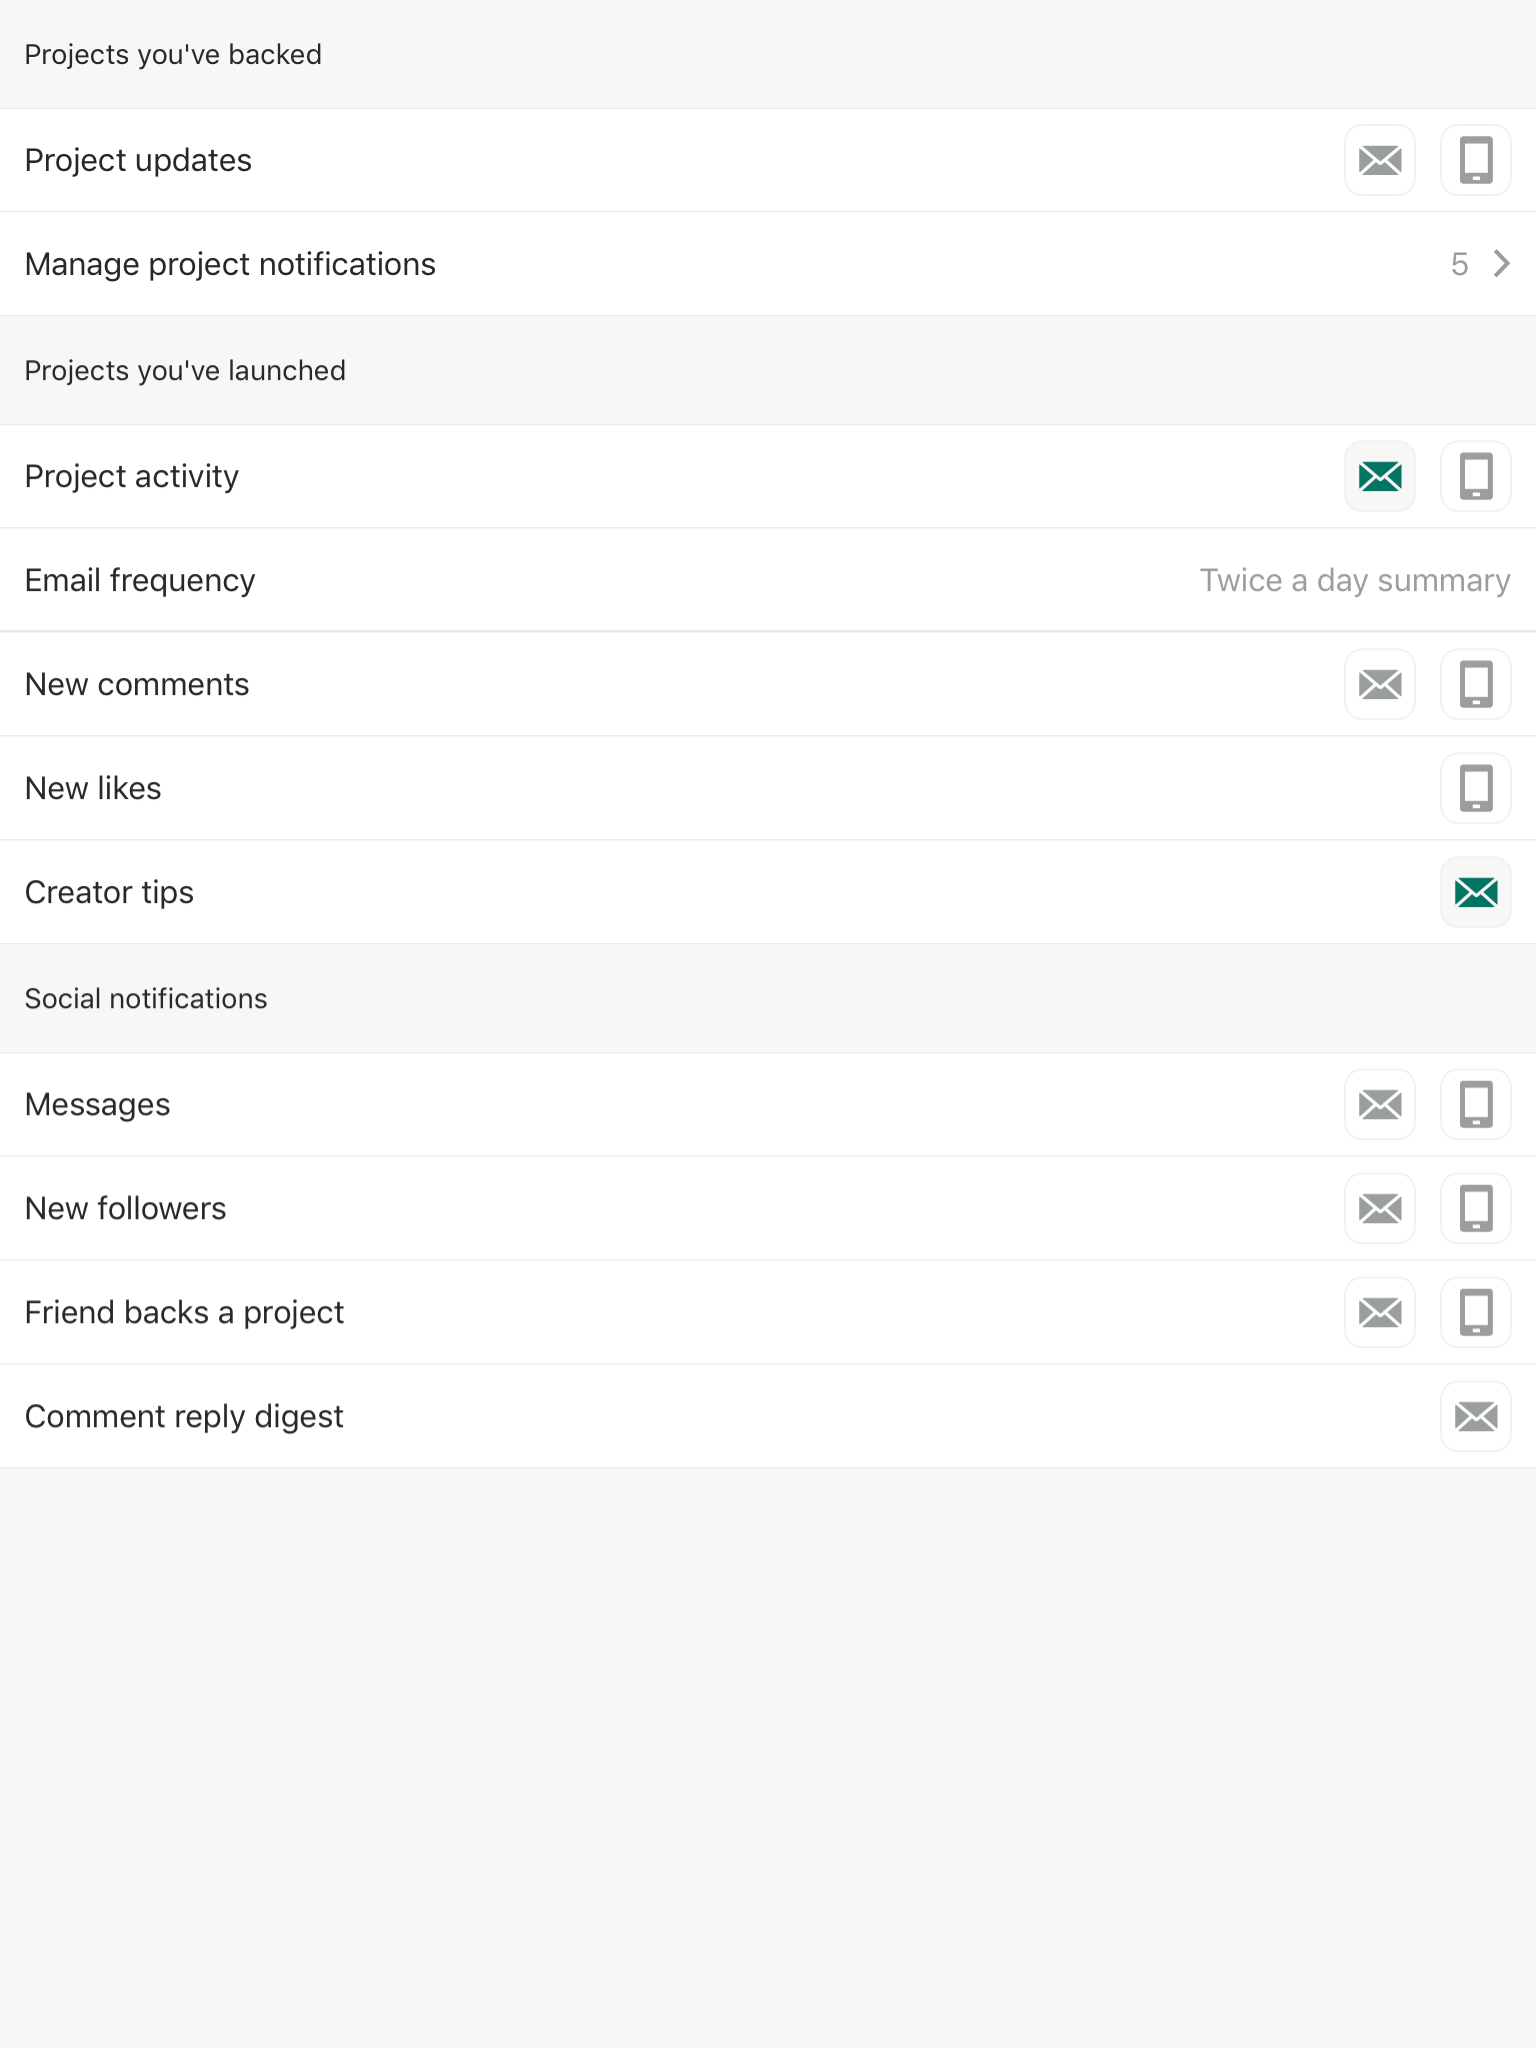 Projects you've backed
Project updates
Manage project notifications 5
Projects you've launched
Project activity
Email frequency Twice a day summary
New comments
New likes
Creator tips
Social notifications
Messages
New followers
Friend backs a project
Comment reply digest